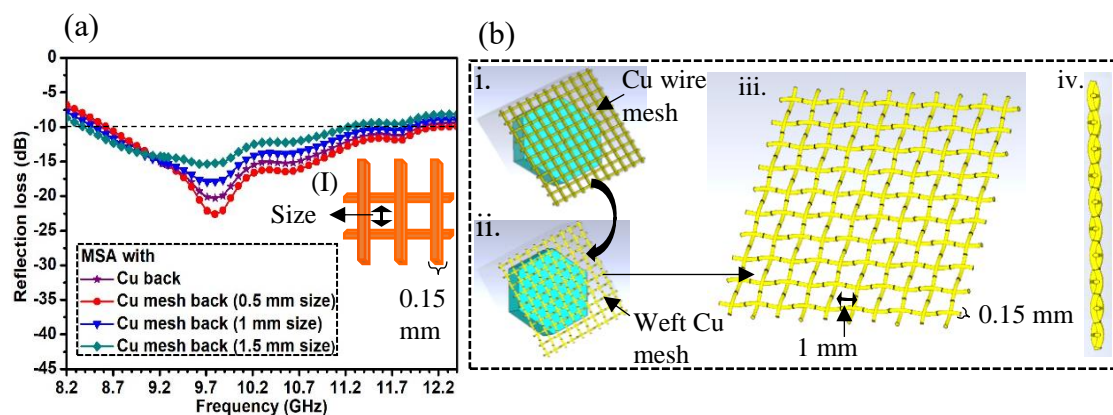 (a)
0
-5
-10
-15
-20
-25
-30
-35
-40
-45
Reflection loss (dB)
8.2 8.7 9.2 9.7 10.2 10.7 11.2 11.7 12.2
Frequency (GHz)
(I)
Size
0.15
mm
MSA with
Cu back
Cu mesh back (0.5 mm size)
Cu mesh back (1 mm size)
Cu mesh back (1.5 mm size)
(b)
i.
Cu wire
mesh
ii.
Weft Cu
mesh
iii.
0.15 mm
1 mm
iv.